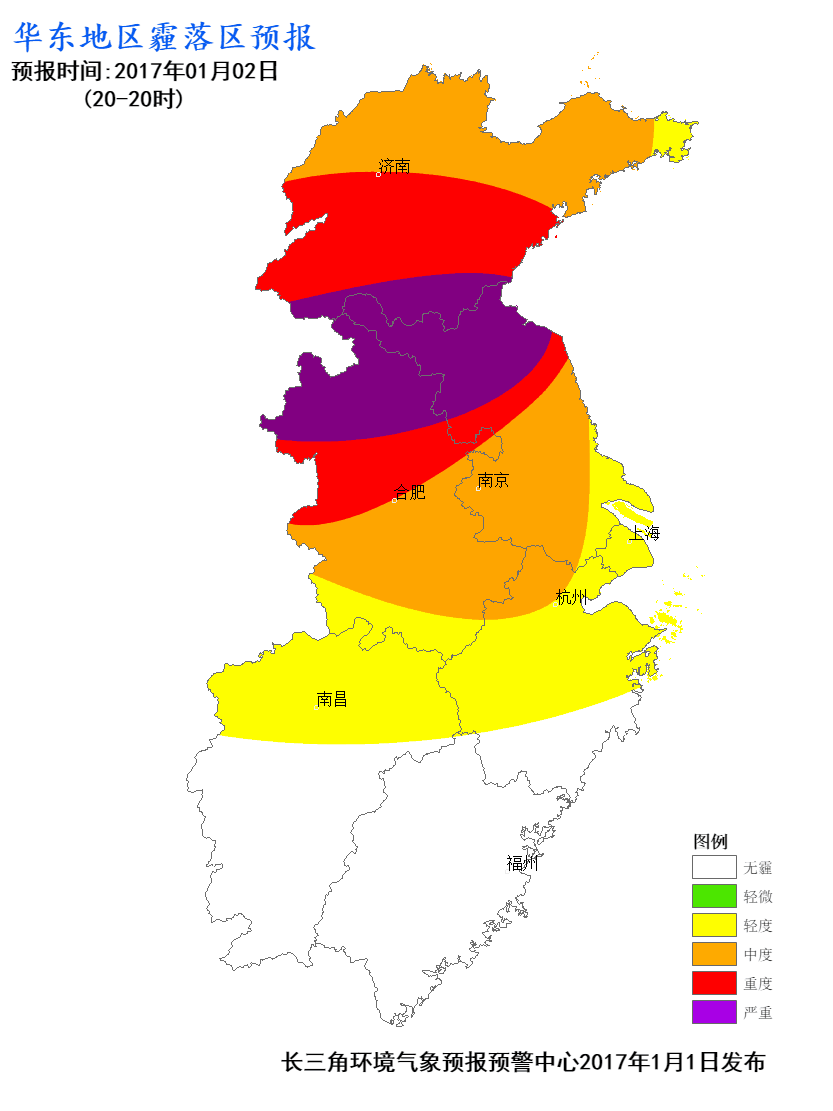 华东地区霾落区预报
预报时间:2017年01月02日
(20-20时)
济南
合肥
南京
上海
杭州
南昌
福州
图例
无霾
轻微
轻度
中度
重度
严重
长三角环境气象预报预警中心2017年1月1日发布